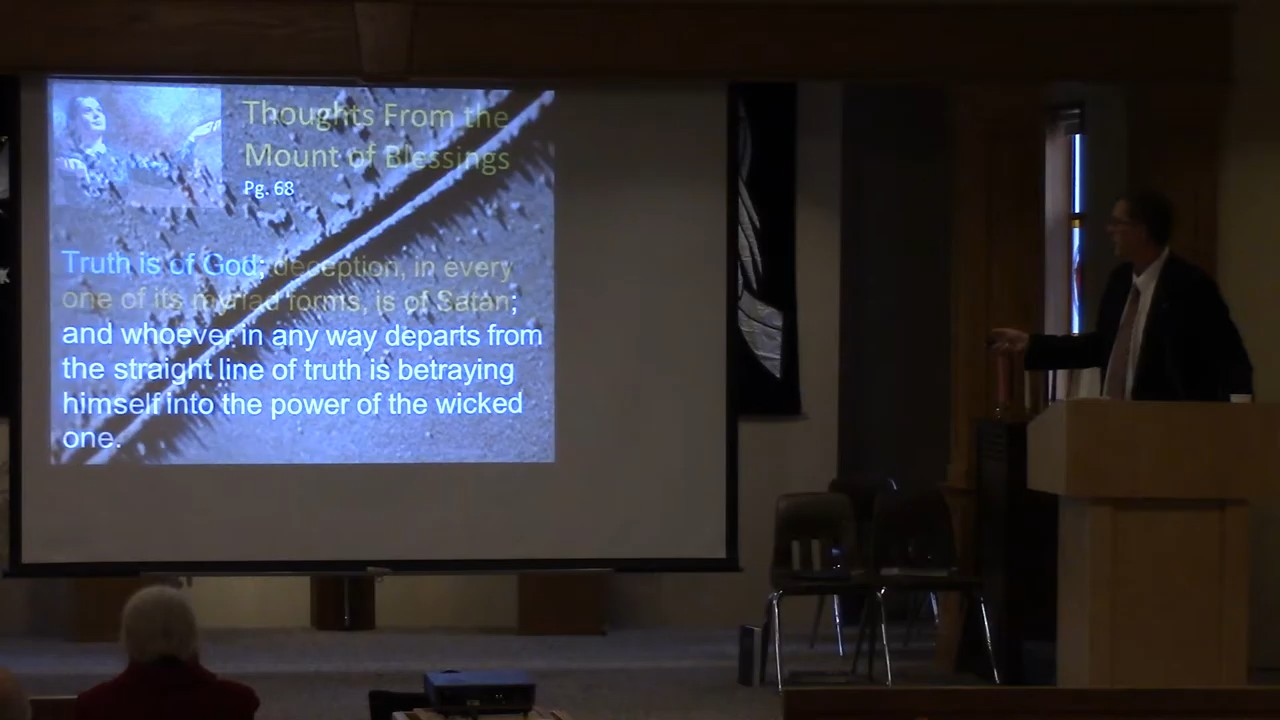 Thoughts From the
Mount of Blessings
Pg. 68
Truth is of God; deception, in every
one of its myriad forms, is of Satan;
and whoever in any way departs from
the straight line of truth is betraying
himself into the power of the wicked
one.